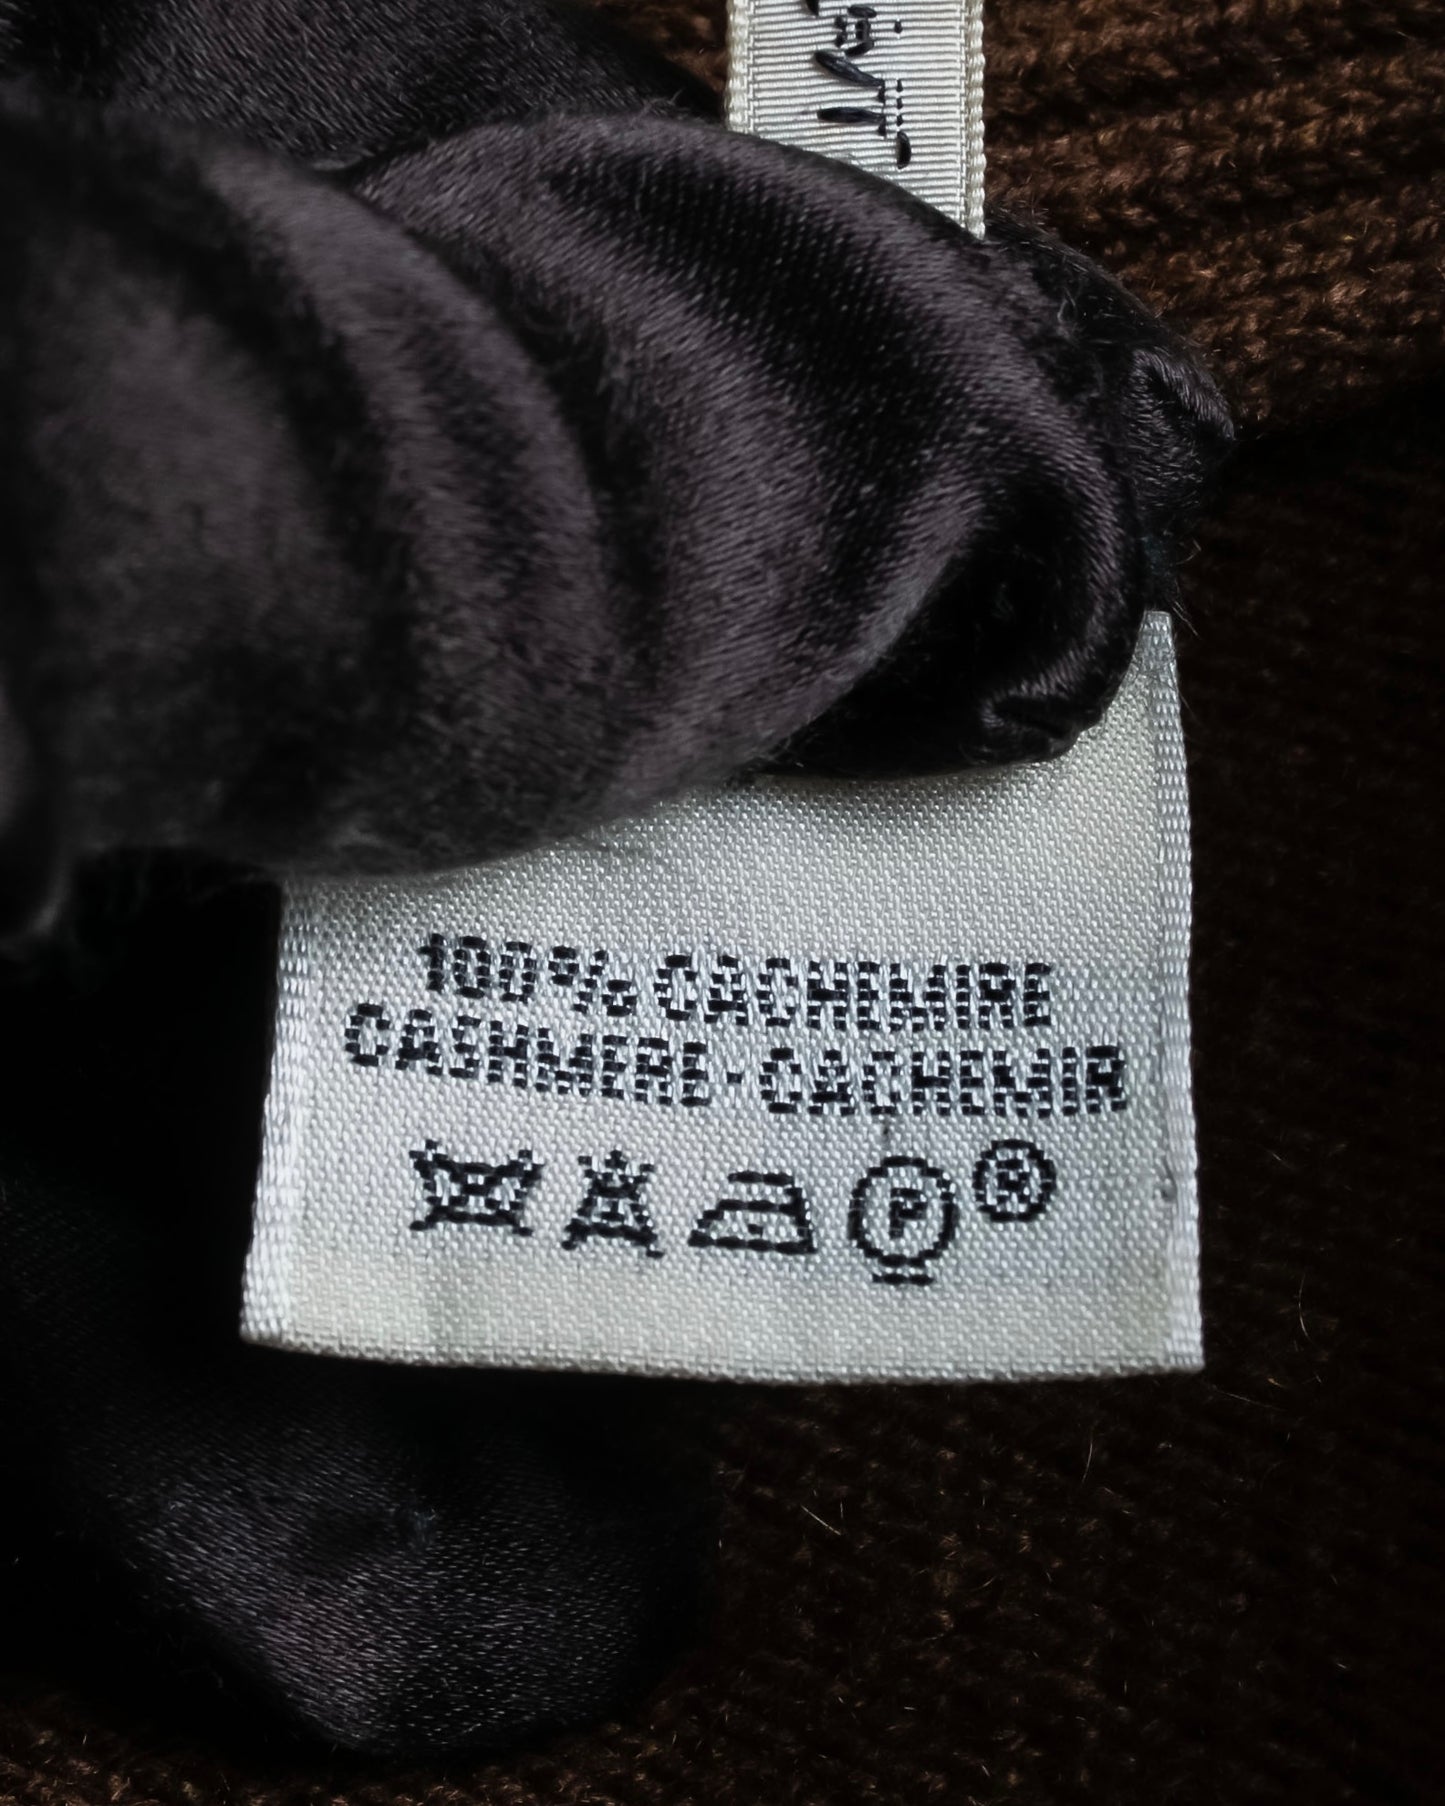 100% CACHEMIRE
CASHMERE · CACHEMIR
P ®